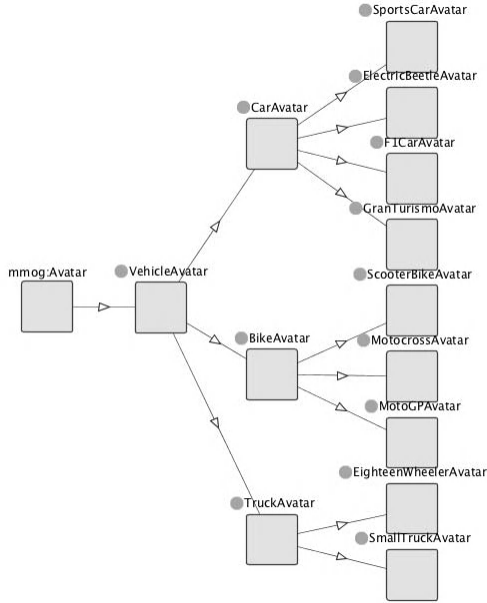 SportsCarAvatar
ElectricBeetleAvatar
CarAvatar
F1CarAvatar
GranTurismoAvatar
mmog:Avatar
VehicleAvatar
ScooterBikeAvatar
BikeAvatar
MotocrossAvatar
MotoGPAvatar
EighteenWheelerAvatar
TruckAvatar
SmallTruckAvatar